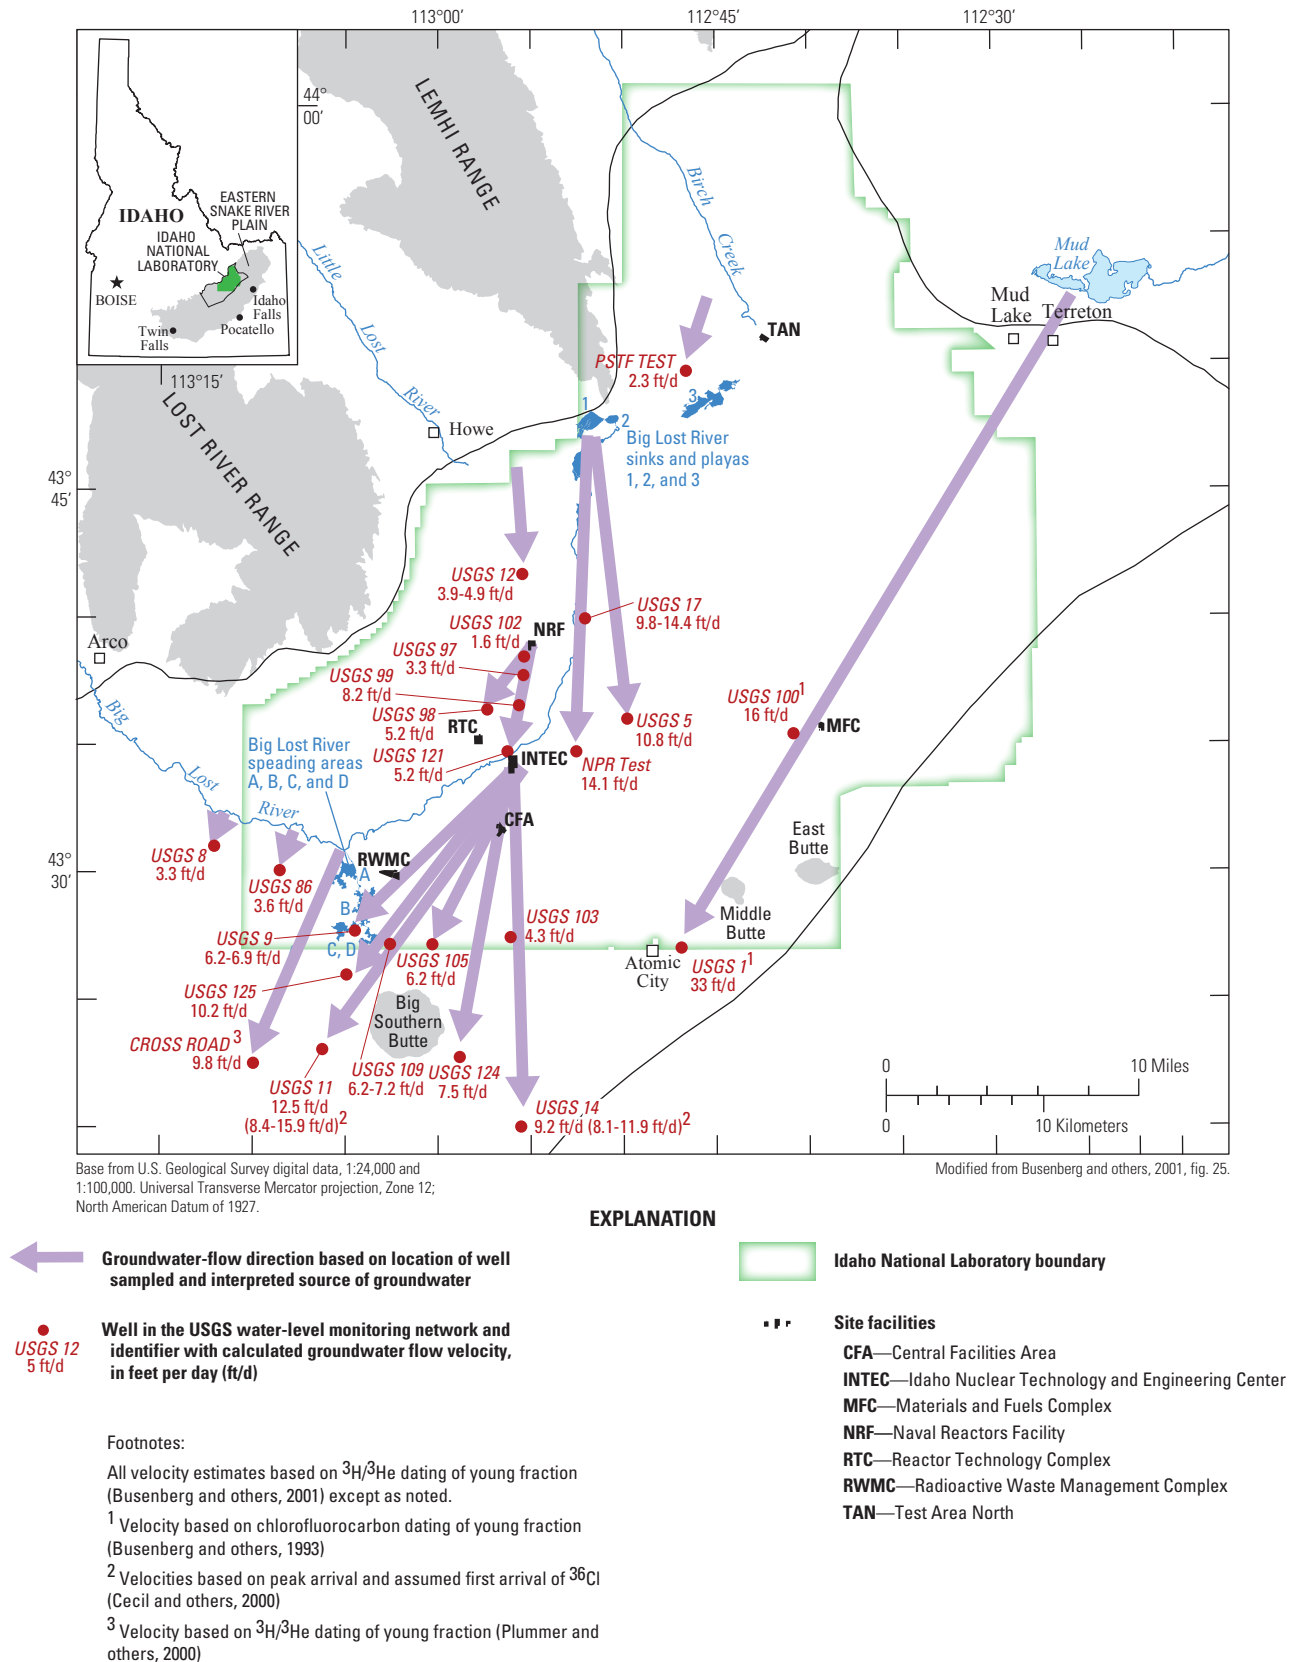 113°00′
112°45′
112°30′
44°
00′
113°15′
43°
45′
43°
30′
IDAHO
EASTERN
SNAKE RIVER
PLAIN
IDAHO
NATIONAL
LABORATORY
BOISE
Idaho
Falls
Pocatello
Twin
Falls
LEMHI RANGE
LOST RIVER RANGE
Little
Lost
River
Birch
Creek
Mud
Lake
Mud
Lake
Terreton
TAN
PSTF TEST
2.3 ft/d
1
2
3
Howe
Big Lost River
sinks and playas
1, 2, and 3
USGS 12
3.9-4.9 ft/d
USGS 17
9.8-14.4 ft/d
USGS 102
1.6 ft/d
NRF
USGS 97
3.3 ft/d
USGS 99
8.2 ft/d
USGS 98
5.2 ft/d
RTC
USGS 121
5.2 ft/d
INTEC
USGS 5
10.8 ft/d
NPR Test
14.1 ft/d
USGS 100 1
16 ft/d
MFC
Arco
Big
Lost
River
Big Lost River
speading areas
A, B, C, and D
CFA
East
Butte
Middle
Butte
USGS 8
3.3 ft/d
USGS 86
3.6 ft/d
RWMC
A
B
C, D
USGS 9
6.2-6.9 ft/d
USGS 105
6.2 ft/d
USGS 103
4.3 ft/d
Atomic
City
USGS 1 1
33 ft/d
USGS 125
10.2 ft/d
Big
Southern
Butte
CROSS ROAD 3
9.8 ft/d
USGS 11
12.5 ft/d
(8.4-15.9 ft/d)2
USGS 109
6.2-7.2 ft/d
USGS 124
7.5 ft/d
USGS 14
9.2 ft/d (8.1-11.9 ft/d)2
0 10 Miles
0 10 Kilometers
Base from U.S. Geological Survey digital data, 1:24,000 and
1:100,000. Universal Transverse Mercator projection, Zone 12;
North American Datum of 1927.
Modified from Busenberg and others, 2001, fig. 25.
EXPLANATION
Groundwater-flow direction based on location of well
sampled and interpreted source of groundwater
USGS 12
5 ft/d
Well in the USGS water-level monitoring network and
identifier with calculated groundwater flow velocity,
in feet per day (ft/d)
Idaho National Laboratory boundary
Site facilities
CFA—Central Facilities Area
INTEC—Idaho Nuclear Technology and Engineering Center
MFC—Materials and Fuels Complex
NRF—Naval Reactors Facility
RTC—Reactor Technology Complex
RWMC—Radioactive Waste Management Complex
TAN—Test Area North
Footnotes:
All velocity estimates based on 3H/3He dating of young fraction
(Busenberg and others, 2001) except as noted.
1 Velocity based on chlorofluorocarbon dating of young fraction
(Busenberg and others, 1993)
2 Velocities based on peak arrival and assumed first arrival of 36Cl
(Cecil and others, 2000)
3 Velocity based on 3H/3He dating of young fraction (Plummer and
others, 2000)